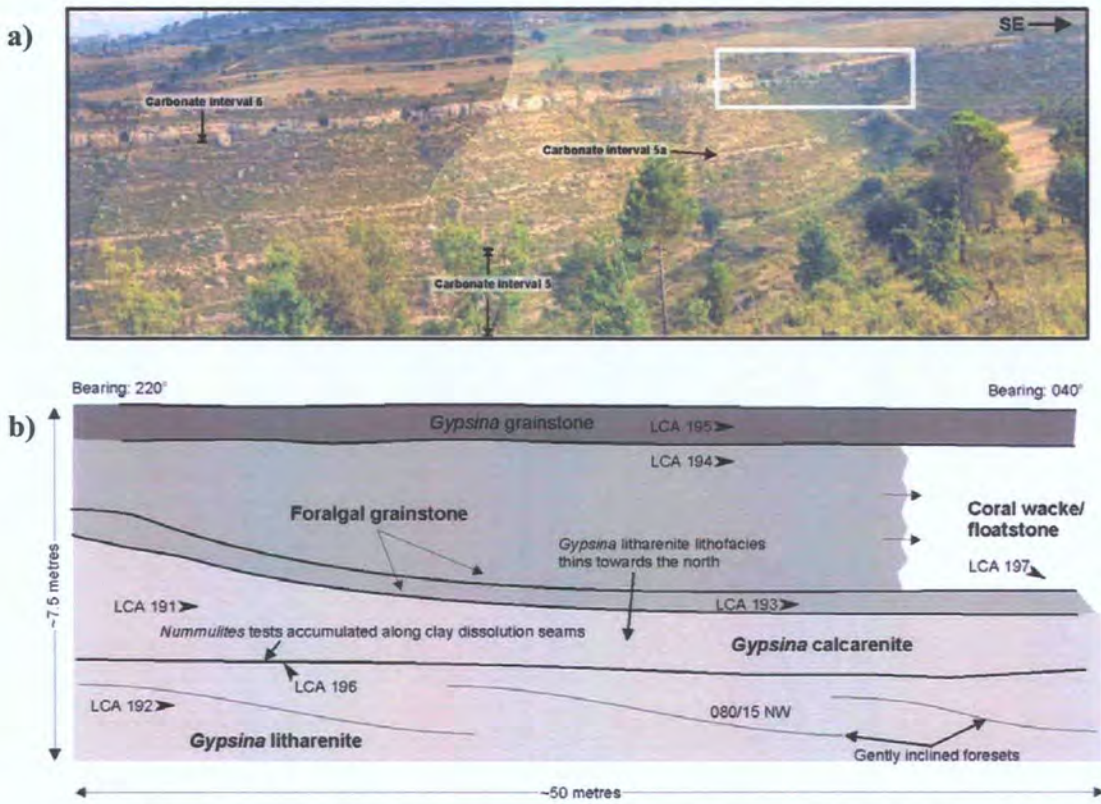 a)
SE
Carbonate interval 6
Carbonate interval 5a
Carbonate interval 5
Bearing: 220°
Bearing: 040°
b)
Gypsina grainstone
LCA 195
LCA 194
Foralgal grainstone
Coral wacke/
floatstone
Gypsina litharenite lithofacies
thins towards the north
LCA 197
~7.5 metres
LCA 191
LCA 193
Nummulites tests accumulated along clay dissolution seams
Gypsina calcarenite
LCA 196
LCA 192
080/15 NW
Gypsina litharenite
Gently inclined foresets
~50 metres